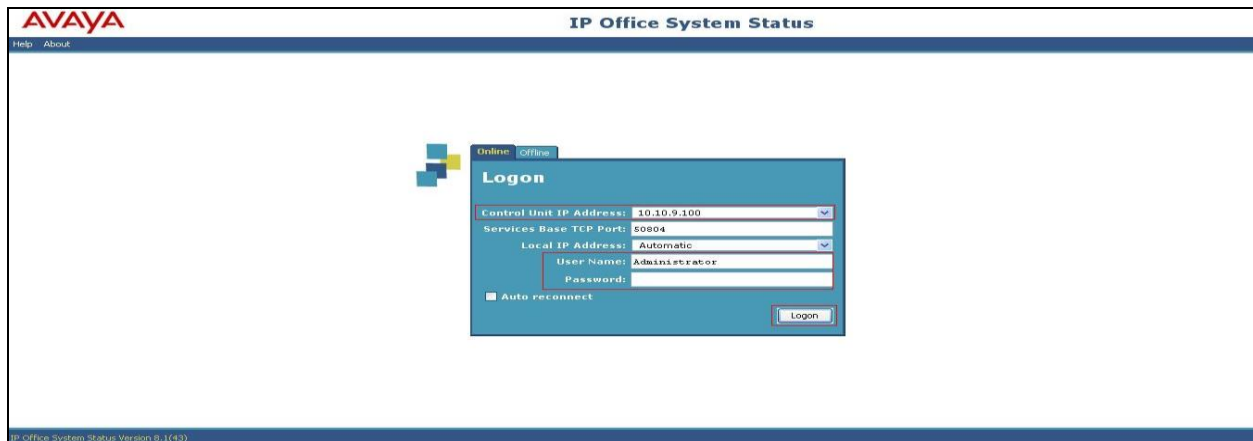 AVAYA
IP Office System Status
Help About
Online Offline
Logon
Control Unit IP Address: 10.10.9.100
Services Base TCP Port: 50804
Local IP Address: Automatic
User Name: Administrator
Password:
Auto reconnect
Logon
IP Office System Status Version 8.1(43)